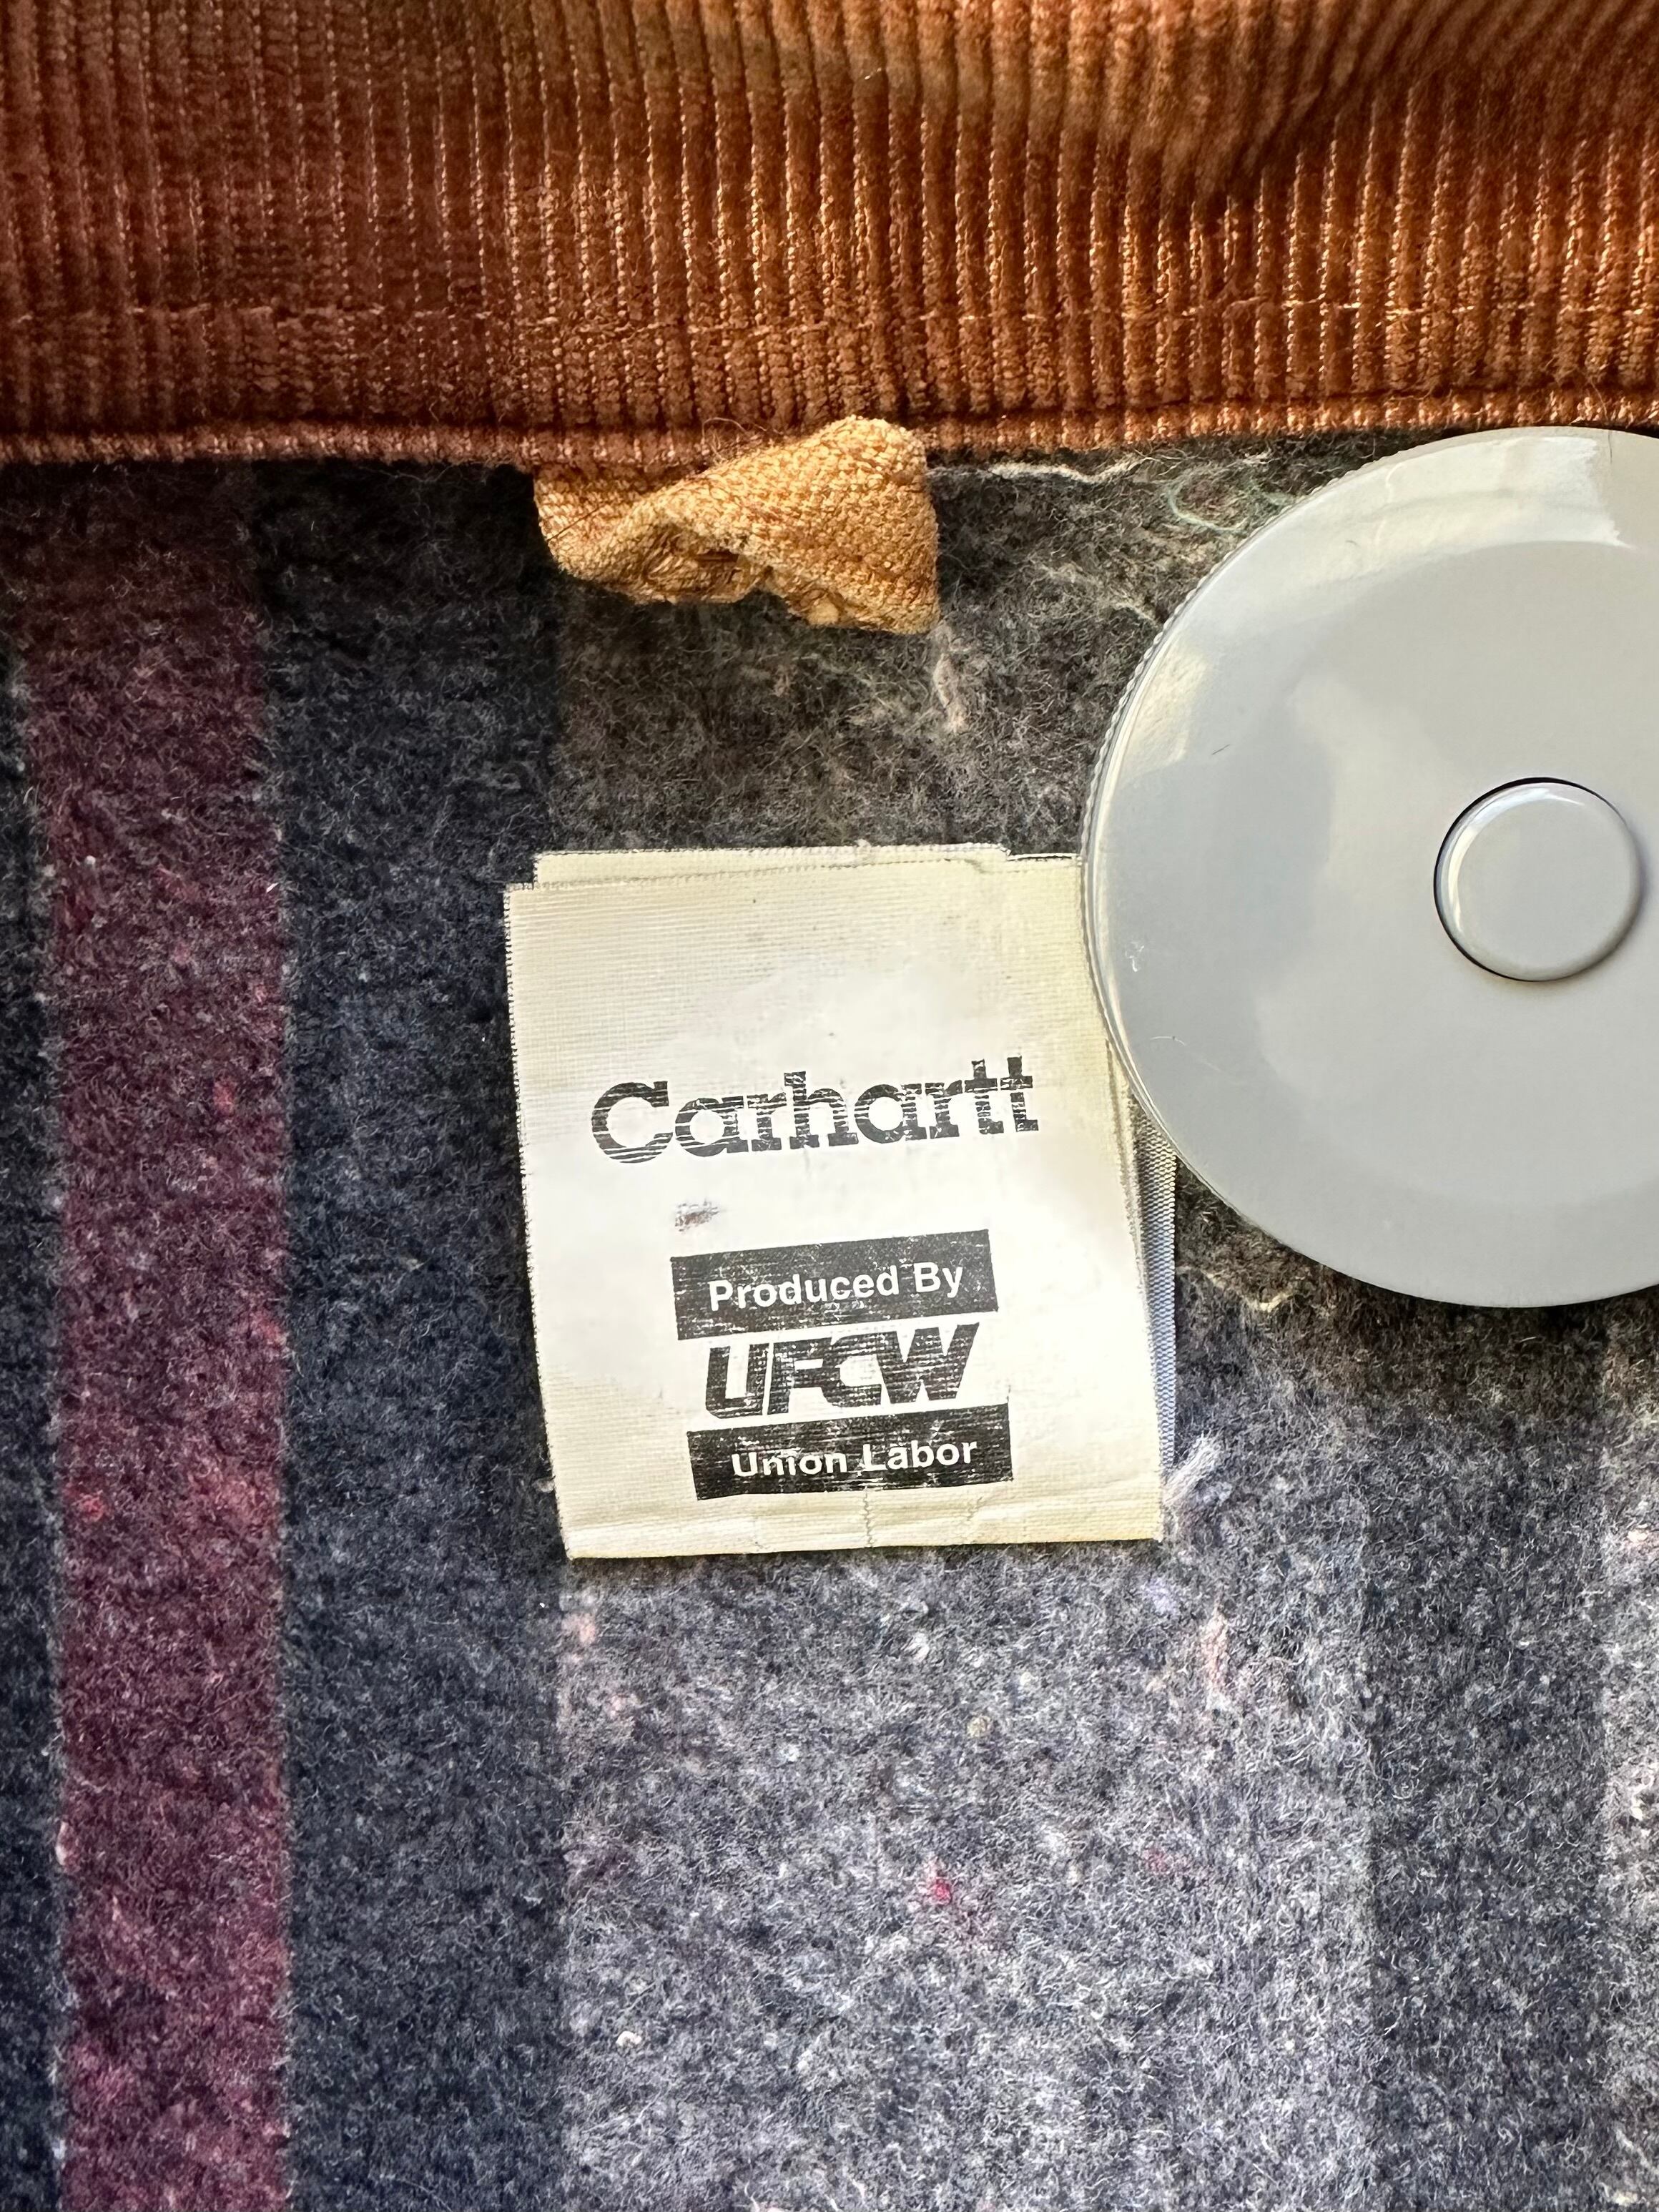 Carhartt
Produced By
UFCW
Union Labor